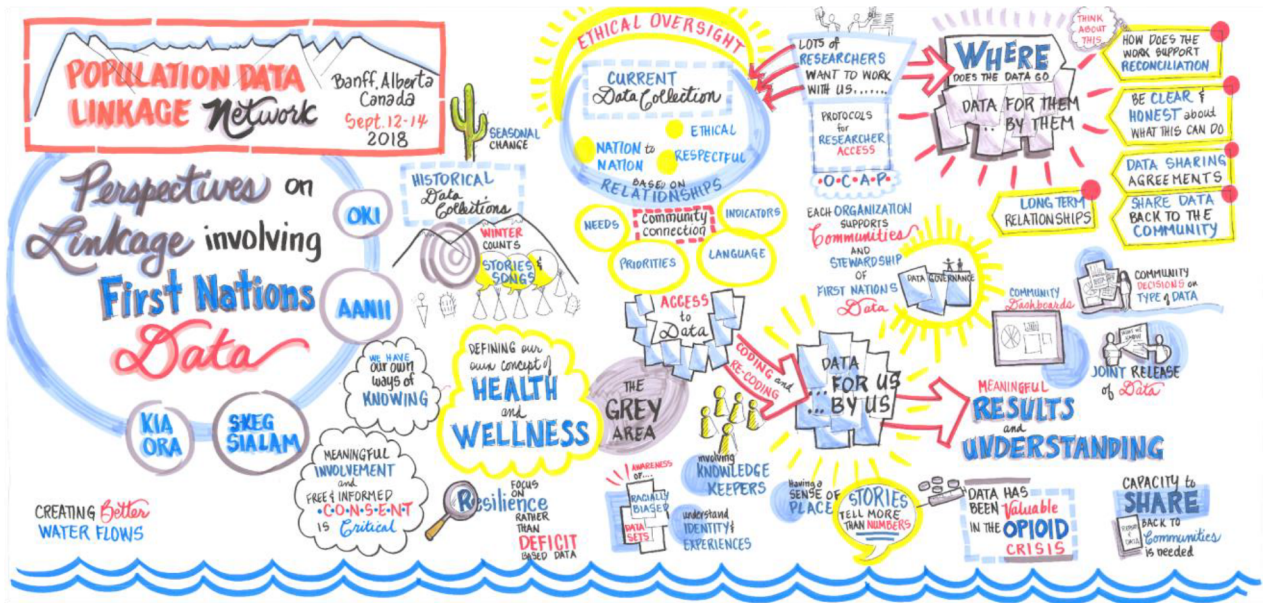 POPULATION DATA
LINKAGE Network
Banff, Alberta
Canada
Sept. 12-14
2018
Perspectives on
Linkage involving
First Nations
Data
OKI
AANII
KIA
ORA
SKEG
SIALAM
CREATING Better
WATER FLOWS
SEASONAL
CHANGE
HISTORICAL
Data
Collections
WINTER
COUNTS
STORIES &
SONGS
WE HAVE
our own
ways of
KNOWING
MEANINGFUL
INVOLVEMENT
and
FREE & INFORMED
•C•O•N•S•E•N•T
IS Critical
DEFINING our
own concept of
HEALTH
and
WELLNESS
Resilience
FOCUS
ON
RATHER
THAN
DEFICIT
BASED DATA
ETHICAL OVERSIGHT
CURRENT
Data Collection
NATION to
NATION
ETHICAL
RESPECTFUL
BASED ON
RELATIONSHIPS
NEEDS
community
connection
INDICATORS
PRIORITIES
LANGUAGE
ACCESS
to
Data
THE
GREY
AREA
CODING and
RE-CODING
AWARENESS
OF....
RACIALLY
BIASED
DATA
SETS
involving
KNOWLEDGE
KEEPERS
understand
IDENTITY &
EXPERIENCES
LOTS of
RESEARCHERS
WANT TO WORK
WITH US......
PROTOCOLS
for
RESEARCHER
ACCESS
•O•C•A•P•
EACH ORGANIZATION
SUPPORTS
Communities
AND
STEWARDSHIP
OF
FIRST NATIONS
Data
DATA GOVERNANCE
DATA
... FOR US
... BY US
Having a
SENSE OF
PLACE
STORIES
TELL MORE
THAN NUMBERS
WHERE
DOES THE DATA GO
DATA FOR THEM
... BY THEM
THINK
ABOUT
THIS
HOW DOES THE
WORK SUPPORT
RECONCILIATION
BE CLEAR &
HONEST about
WHAT THIS CAN DO
DATA SHARING
AGREEMENTS
LONG TERM
RELATIONSHIPS
SHARE DATA
BACK TO THE
COMMUNITY
COMMUNITY
Dashboards
COMMUNITY
DECISIONS on
TYPE of DATA
JOINT RELEASE
of Data
MEANINGFUL
RESULTS
and
UNDERSTANDING
DATA HAS
BEEN Valuable
IN THE OPIOID
CRISIS
CAPACITY to
SHARE
BACK TO
Communities
IS needed